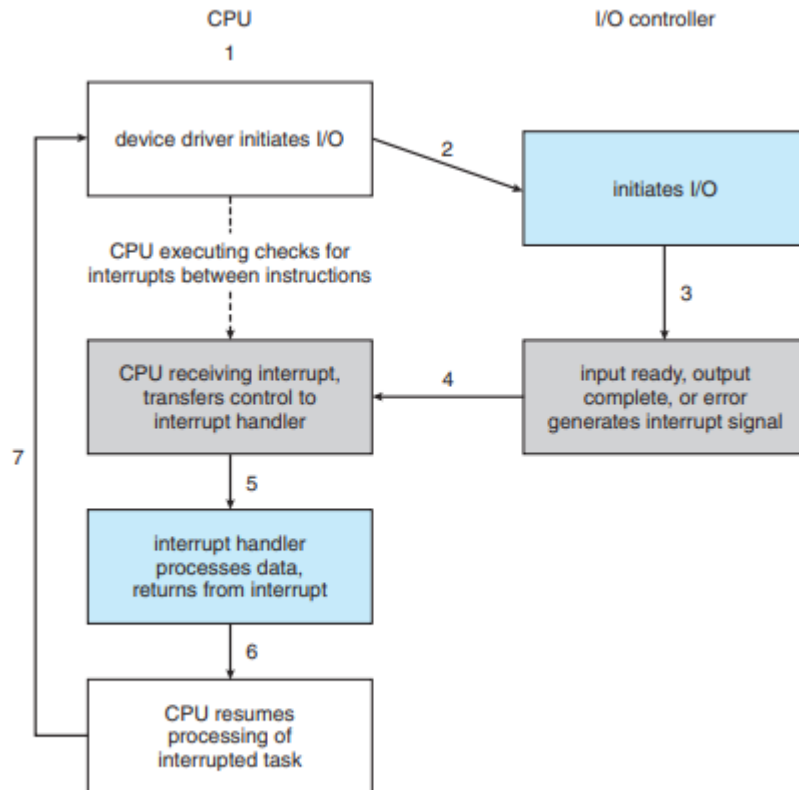 CPU
I/O controller
1
device driver initiates I/O
2
initiates I/O
CPU executing checks for
interrupts between instructions
3
CPU receiving interrupt,
transfers control to
interrupt handler
4
input ready, output
complete, or error
generates interrupt signal
7
5
interrupt handler
processes data,
returns from interrupt
6
CPU resumes
processing of
interrupted task